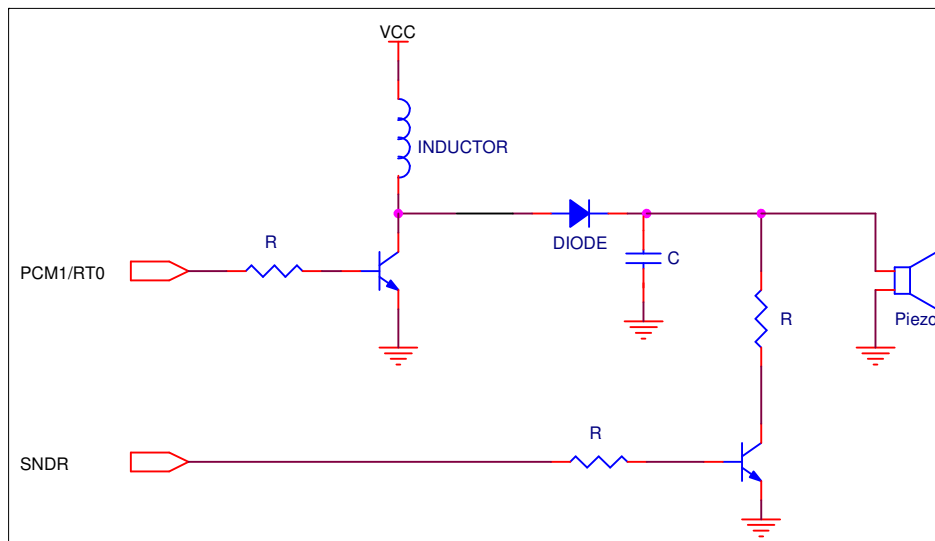 VCC
INDUCTOR
R
DIODE
PCM1/RT0
C
R
Piezo
R
SNDR